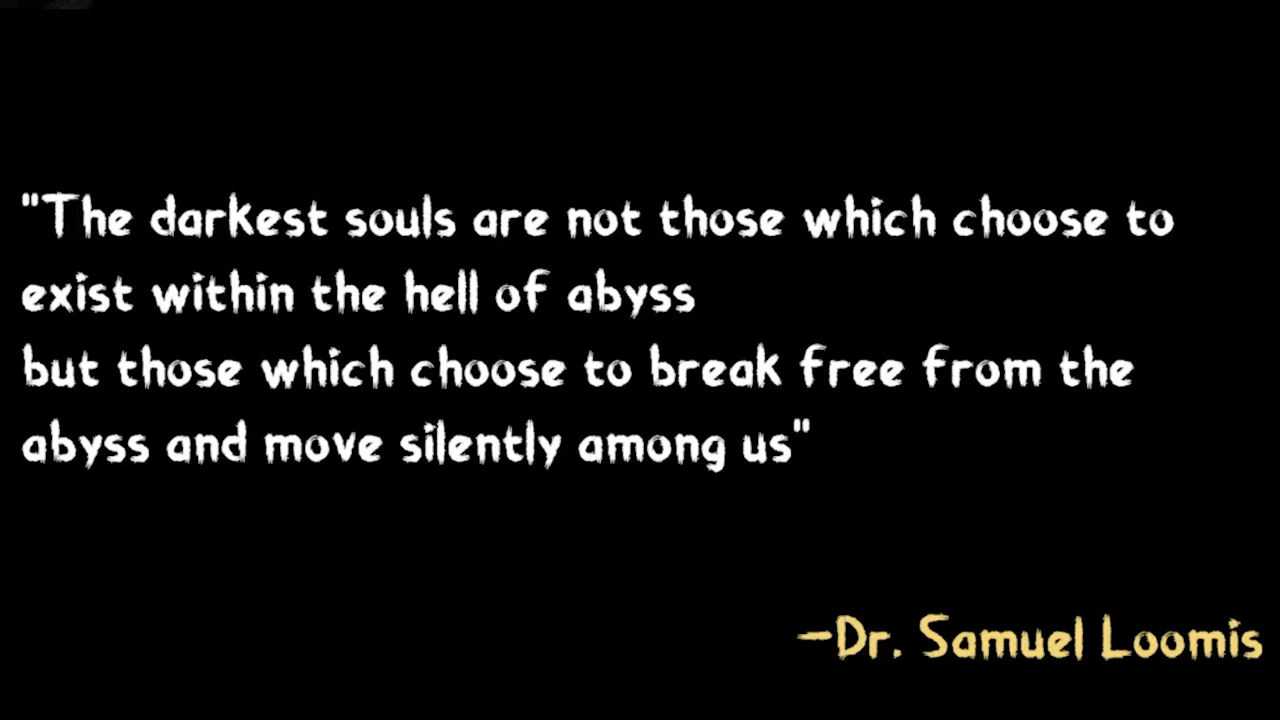 "The darkest souls are not those which choose to
exist within the hell of abyss
but those which choose to break free from the
abyss and move silently among us"
-Dr. Samuel Loomis